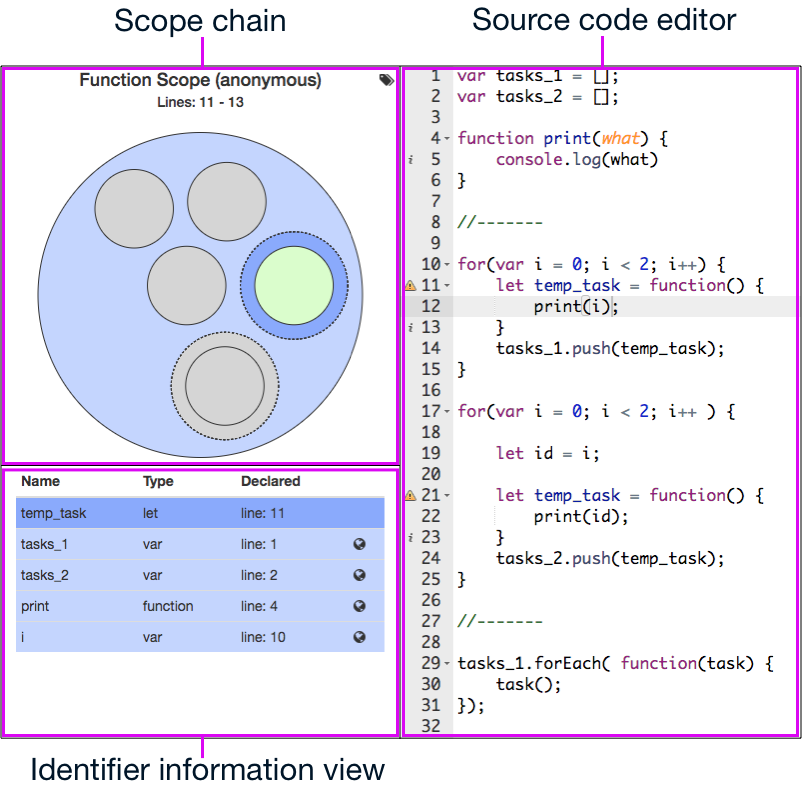 Scope chain
Source code editor
Function Scope (anonymous)
Lines: 11 - 13
1 var tasks_1 = [];
2 var tasks_2 = [];
3
4 function print(what) {
i 5 console.log(what)
6 }
7
8 //-------
9
10 for(var i = 0; i < 2; i++) {
11 let temp_task = function() {
12 print(i);
i 13 }
14 tasks_1.push(temp_task);
15 }
16
17 for(var i = 0; i < 2; i++ ) {
18
19 let id = i;
20
21 let temp_task = function() {
22 print(id);
i 23 }
24 tasks_2.push(temp_task);
25 }
26
27 //-------
28
29 tasks_1.forEach( function(task) {
30 task();
31 });
32
Name Type Declared
temp_task let line: 11
tasks_1 var line: 1
tasks_2 var line: 2
print function line: 4
i var line: 10
Identifier information view